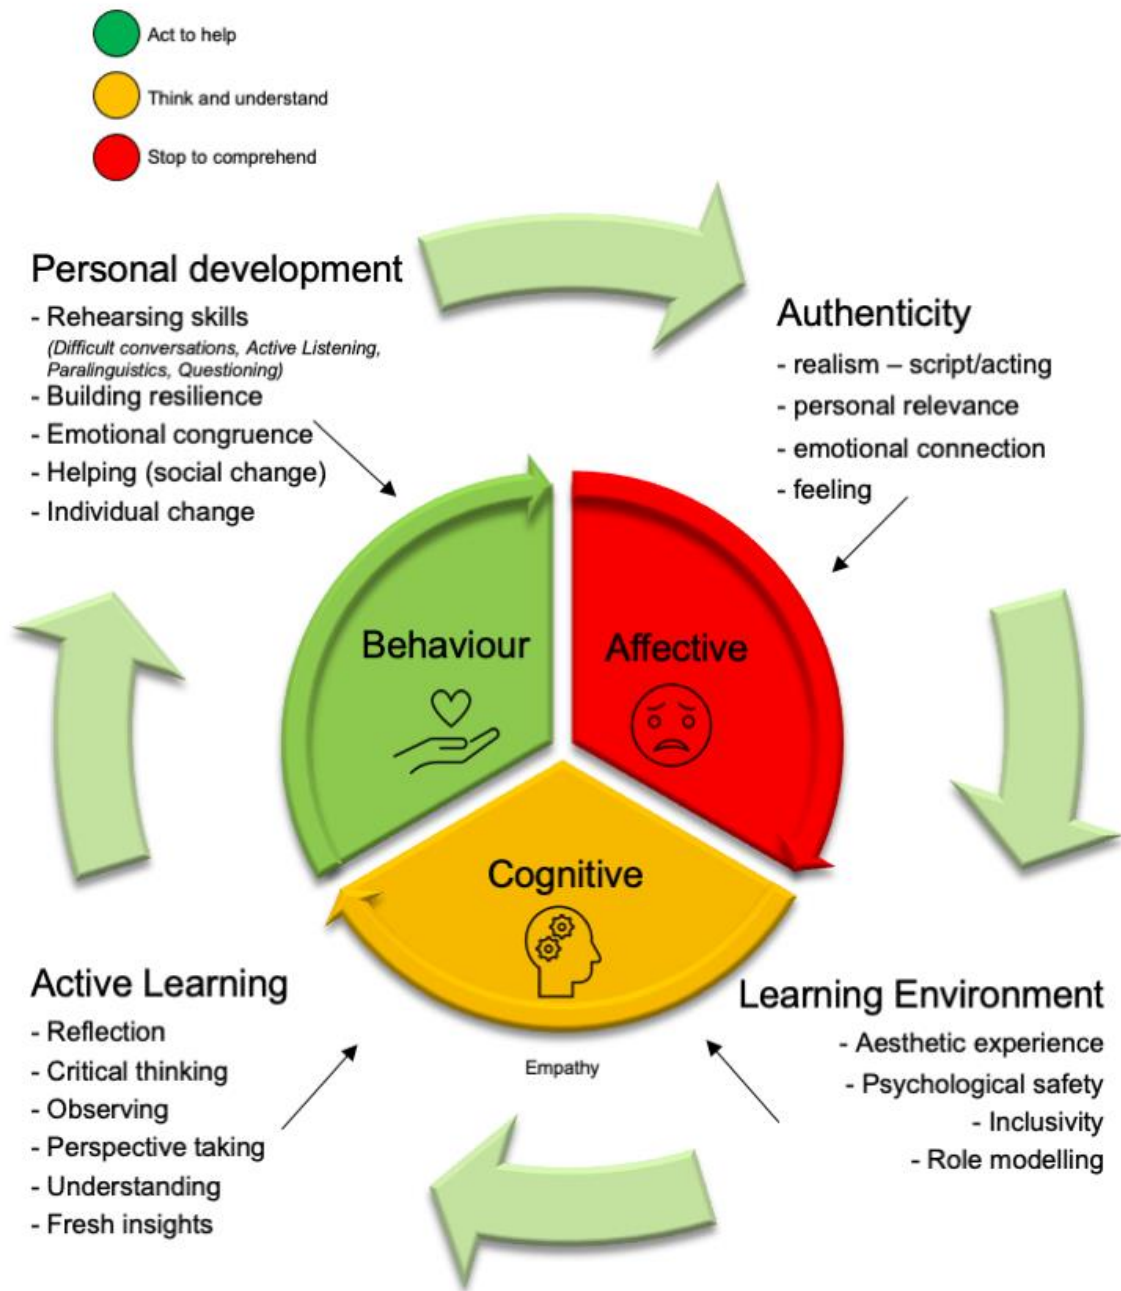 Act to help
Think and understand
Stop to comprehend
Personal development
- Rehearsing skills
(Difficult conversations, Active Listening,
Paralinguistics, Questioning)
- Building resilience
- Emotional congruence
- Helping (social change)
- Individual change
Authenticity
- realism – script/acting
- personal relevance
- emotional connection
- feeling
Behaviour
Affective
Cognitive
Active Learning
- Reflection
- Critical thinking
- Observing
- Perspective taking
- Understanding
- Fresh insights
Empathy
Learning Environment
- Aesthetic experience
- Psychological safety
- Inclusivity
- Role modelling